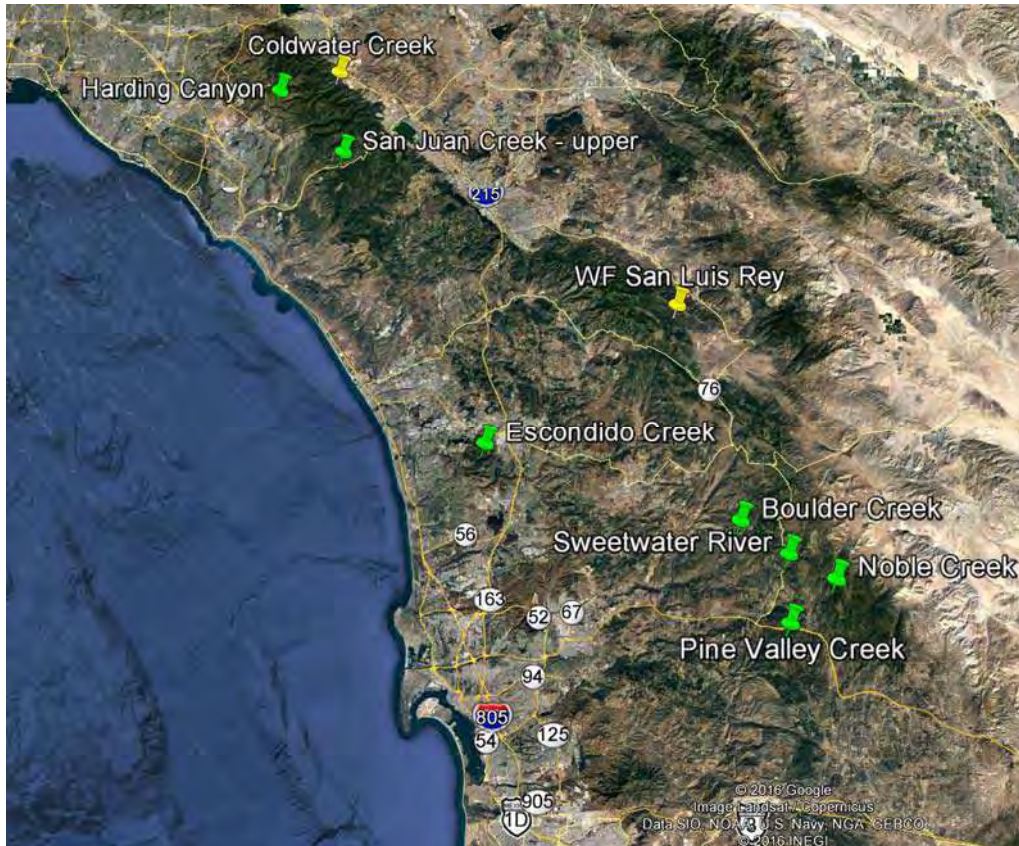 Coldwater Creek
Harding Canyon
San Juan Creek - upper
215
WF San Luis Rey
76
Escondido Creek
Boulder Creek
56
Sweetwater River
Noble Creek
163
52
67
Pine Valley Creek
94
805
54
125
905
1D
3
© 2016 Google
Image Landsat / Copernicus
Data SIO, NOAA, U.S. Navy, NGA, GEBCO
© 2016 INEGI